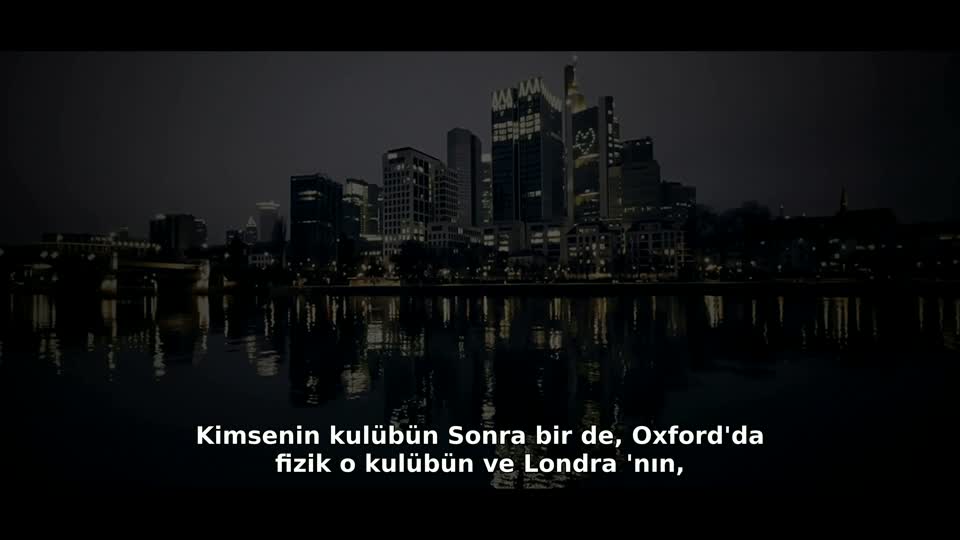 Kimsenin kulübün Sonra bir de, Oxford'da
fizik o kulübün ve Londra 'nın,